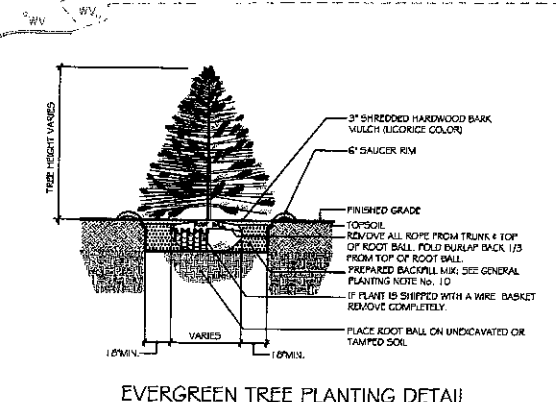 WV
WV
TREE HEIGHT VARIES
3" SHREDDED HARDWOOD BARK
MULCH (LICORICE COLOR)
6" SAUCER RIM
FINISHED GRADE
TOPSOIL
REMOVE ALL ROPE FROM TRUNK & TOP
OF ROOT BALL. FOLD BURLAP BACK 1/3
FROM TOP OF ROOT BALL.
PREPARED BACKFILL MIX; SEE GENERAL
PLANTING NOTE No. 10
IF PLANT IS SHIPPED WITH A WIRE BASKET
REMOVE COMPLETELY.
PLACE ROOT BALL ON UNEXCAVATED OR
TAMPED SOIL
VARIES
18"MIN.
18"MIN.
EVERGREEN TREE PLANTING DETAIL